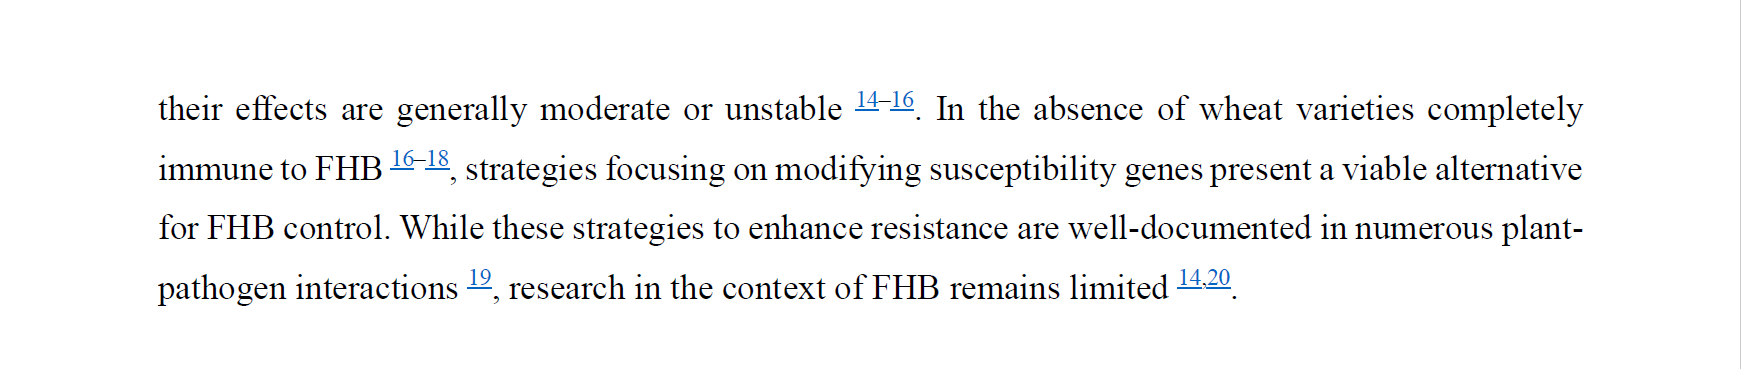 their effects are generally moderate or unstable 14–16. In the absence of wheat varieties completely
immune to FHB 16–18, strategies focusing on modifying susceptibility genes present a viable alternative
for FHB control. While these strategies to enhance resistance are well-documented in numerous plant-
pathogen interactions 19, research in the context of FHB remains limited 14,20.